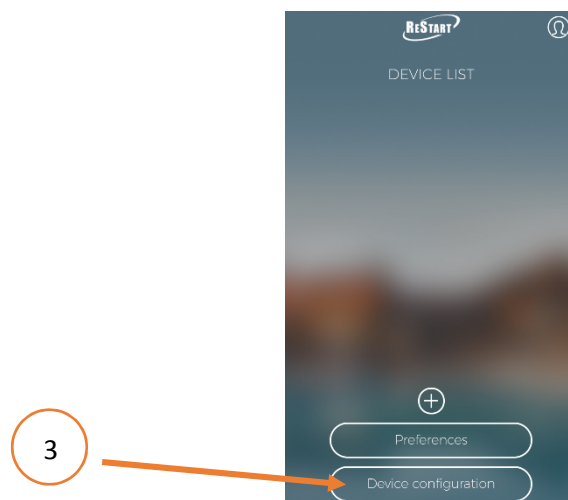 ReStart
DEVICE LIST
Preferences
3
Device configuration